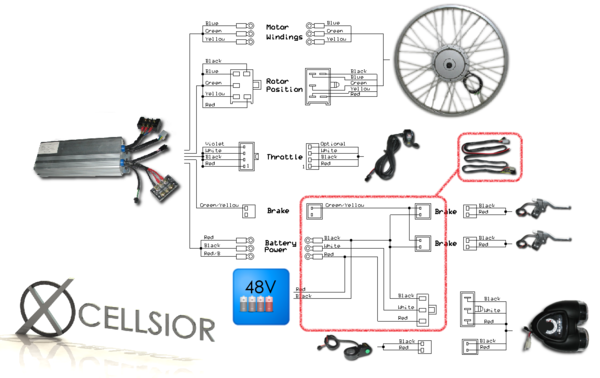 Blue
Green
Yellow
Motor
Windings
Blue
Green
Yellow
Black
Blue
Green
Yellow
Red
Rotor
Position
Black
Blue
Green
Yellow
Red
Violet
White
Black
Red
1
Throttle
Optional
White
Black
Red
1
Green-Yellow
Brake
Green-Yellow
Brake
Black
Red
Red
Black
Red-B
Battery
Power
Black
White
Red
Brake
Black
Red
48V
Red
Black
Black
White
Red
Black
White
Red
Black
Red
Black
Red
XCELLSIOR